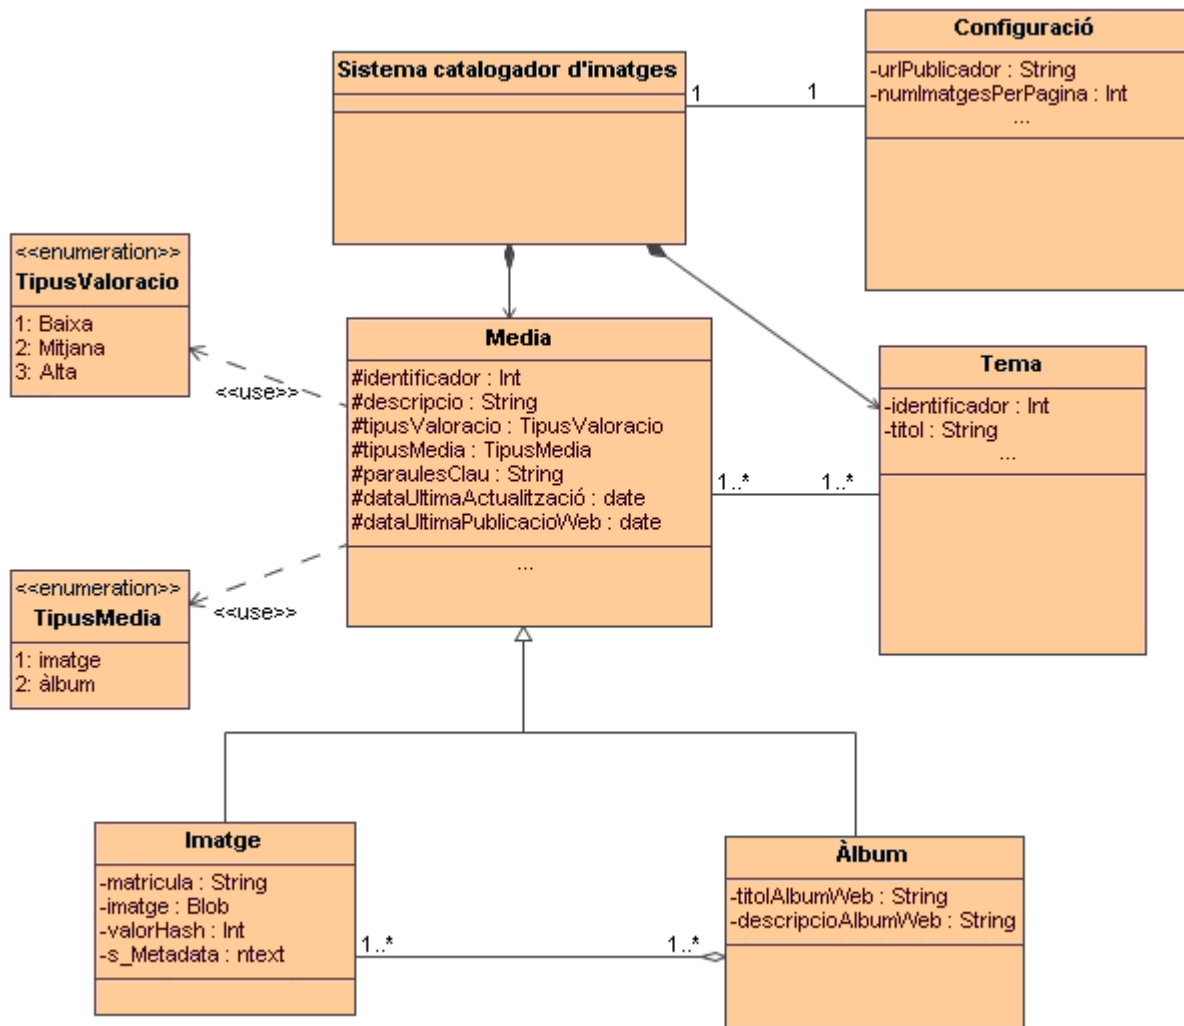 Sistema catalogador d'imatges
1
1
Configuració
-urlPublicador : String
-numImatgesPerPagina : Int
...
<<enumeration>>
TipusValoracio
1: Baixa
2: Mitjana
3: Alta
<<use>>
Media
#identificador : Int
#descripcio : String
#tipusValoracio : TipusValoracio
#tipusMedia : TipusMedia
#paraulesClau : String
#dataUltimaActualització : date
#dataUltimaPublicacioWeb : date
...
1..*
1..*
Tema
-identificador : Int
-titol : String
...
<<enumeration>>
TipusMedia
1: imatge
2: àlbum
<<use>>
Imatge
-matricula : String
-imatge : Blob
-valorHash : Int
-s_Metadata : ntext
1..*
1..*
Àlbum
-titolAlbumWeb : String
-descripcioAlbumWeb : String